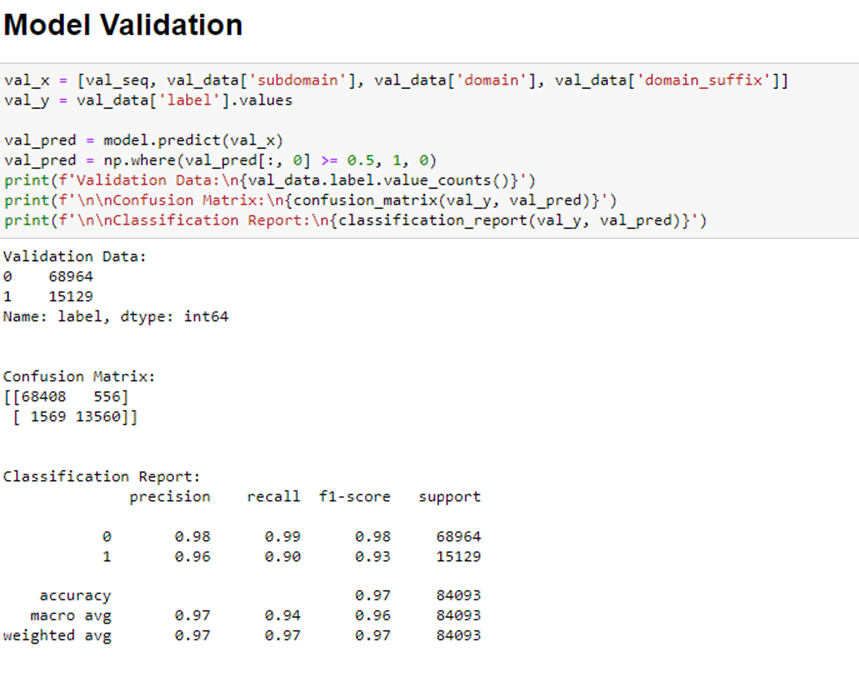 Model Validation
val_x = [val_seq, val_data['subdomain'], val_data['domain'], val_data['domain_suffix']]
val_y = val_data['label'].values
val_pred = model.predict(val_x)
val_pred = np.where(val_pred[:, 0] >= 0.5, 1, 0)
print(f'Validation Data:\n{val_data.label.value_counts()}')
print(f'\n\nConfusion Matrix:\n{confusion_matrix(val_y, val_pred)}')
print(f'\n\nClassification Report:\n{classification_report(val_y, val_pred)}')
Validation Data:
0    68964
1    15129
Name: label, dtype: int64
Confusion Matrix:
[[68408   556]
 [ 1569 13560]]
Classification Report:
              precision    recall  f1-score   support
           0       0.98      0.99      0.98     68964
           1       0.96      0.90      0.93     15129
    accuracy                           0.97     84093
   macro avg       0.97      0.94      0.96     84093
weighted avg       0.97      0.97      0.97     84093